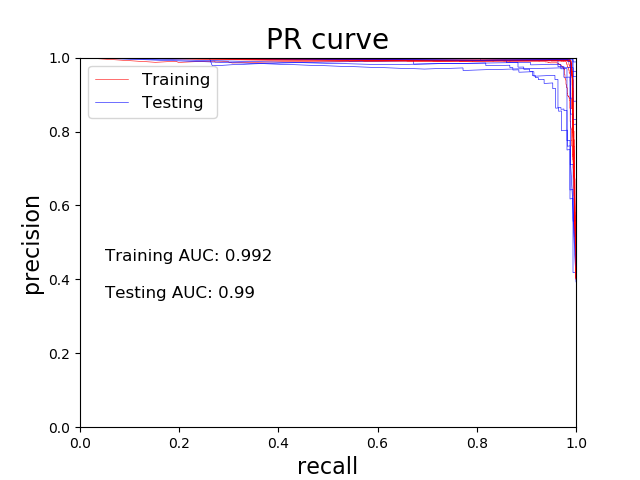 PR curve
1.0
Training
Testing
0.8
0.6
precision
Training AUC: 0.992
0.4
Testing AUC: 0.99
0.2
0.0
0.0 0.2 0.4 0.6 0.8 1.0
recall